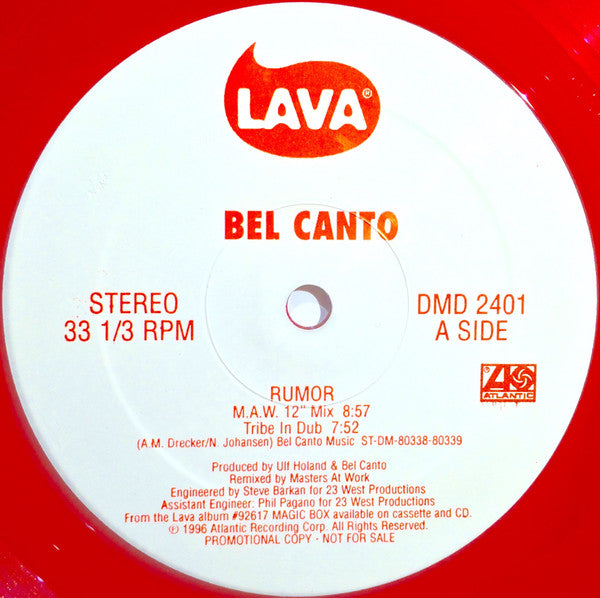 LAVA®
BEL CANTO
STEREO
33 1/3 RPM
DMD 2401
A SIDE
ATLANTIC
RUMOR
M.A.W. 12" Mix 8:57
Tribe In Dub 7:52
(A.M. Drecker/N. Johansen) Bel Canto Music ST-DM-80338-80339
Produced by Ulf Holand & Bel Canto
Remixed by Masters At Work
Engineered by Steve Barkan for 23 West Productions
Assistant Engineer: Phil Pagano for 23 West Productions
From the Lava album #92617 MAGIC BOX available on cassette and CD.
℗ 1996 Atlantic Recording Corp. All Rights Reserved.
PROMOTIONAL COPY - NOT FOR SALE